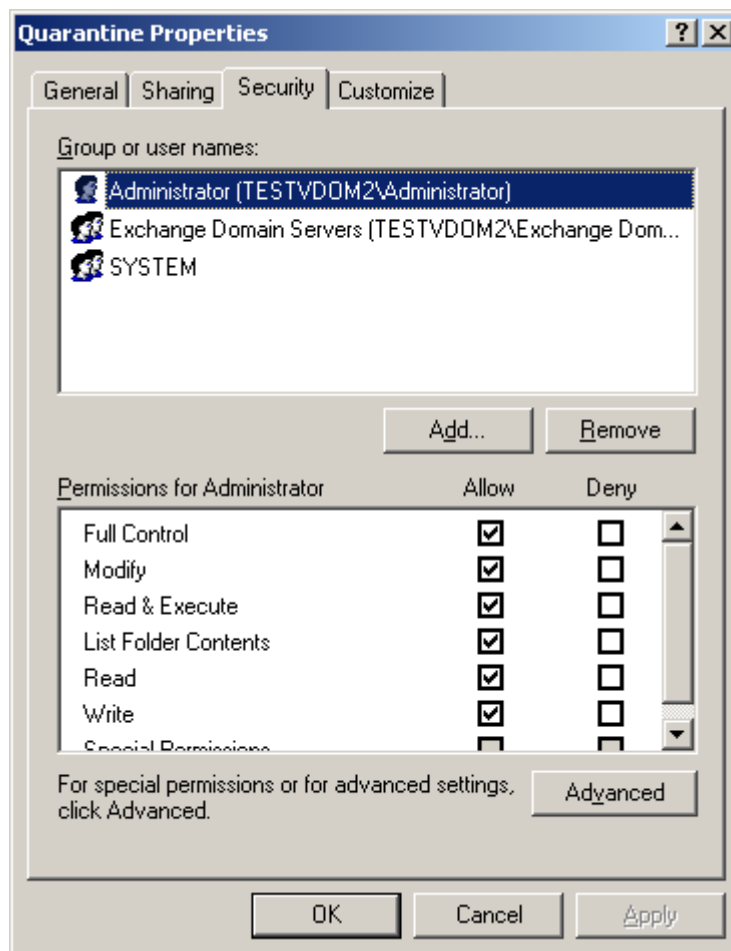 Quarantine Properties
General Sharing Security Customize
Group or user names:
Administrator (TESTVDOM2\Administrator)
Exchange Domain Servers (TESTVDOM2\Exchange Dom...
SYSTEM
Add... Remove
Permissions for Administrator Allow Deny
Full Control
Modify
Read & Execute
List Folder Contents
Read
Write
Special Permissions
For special permissions or for advanced settings,
click Advanced.
Advanced
OK Cancel Apply